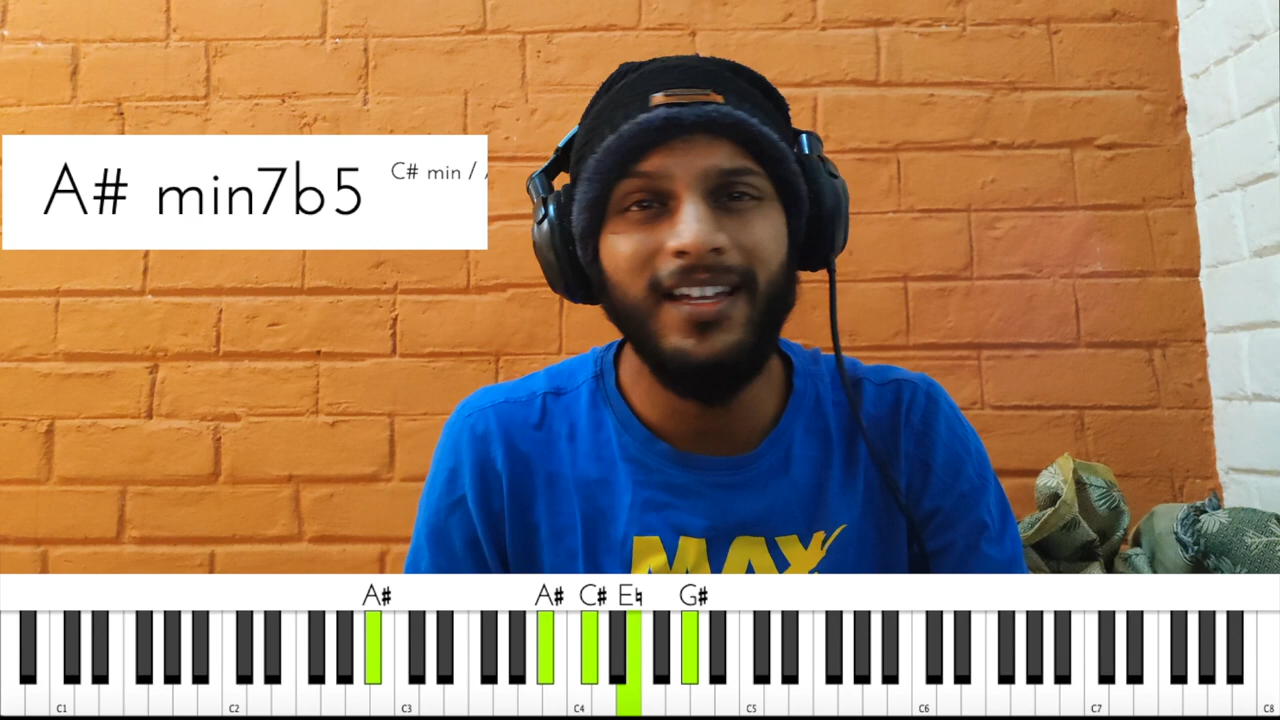 A# min7b5 C# min /
MAX
A# A# C# E♮ G#
C1 C2 C3 C4 C5 C6 C7 C8